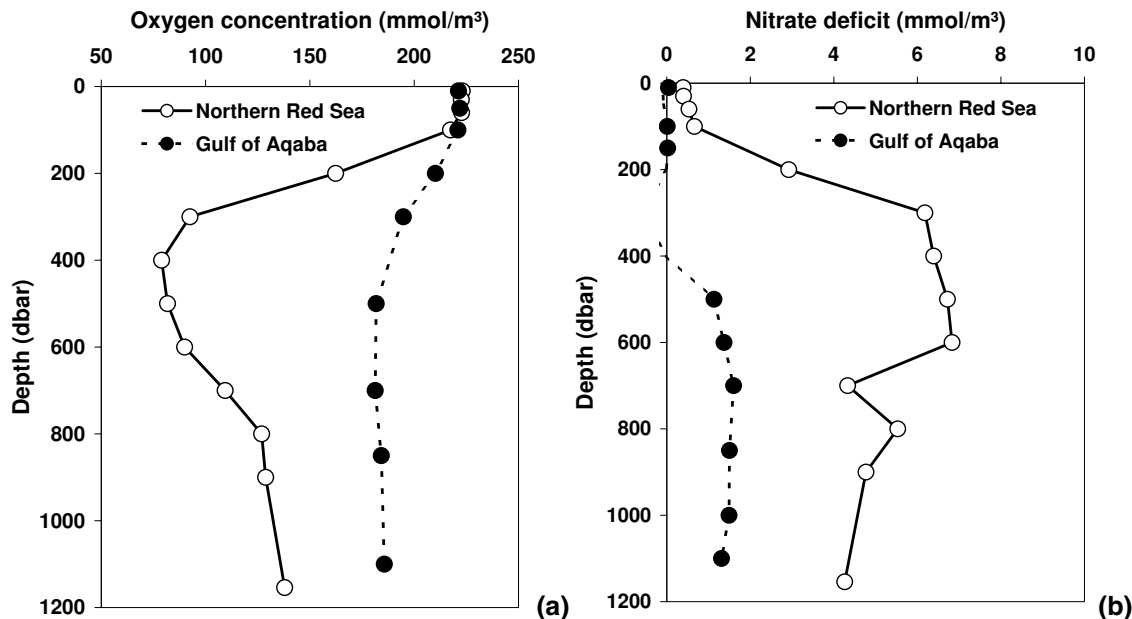 Oxygen concentration (mmol/m³)
50 100 150 200 250
0
200
400
600
800
1000
1200
Depth (dbar)
Northern Red Sea
Gulf of Aqaba
(a)
Nitrate deficit (mmol/m³)
0 2 4 6 8 10
0
200
400
600
800
1000
1200
Depth (dbar)
Northern Red Sea
Gulf of Aqaba
(b)